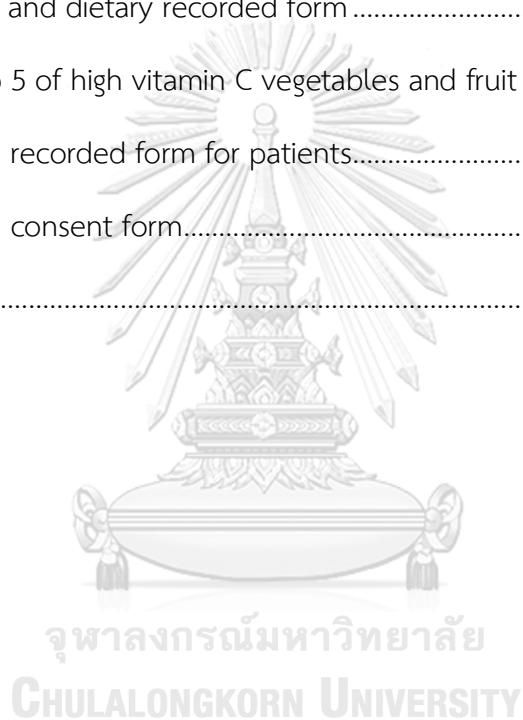 and dietary recorded form ........................
5 of high vitamin C vegetables and fruit
recorded form for patients........................
consent form................................................
................................................................................
จุฬาลงกรณ์มหาวิทยาลัย
CHULALONGKORN UNIVERSITY